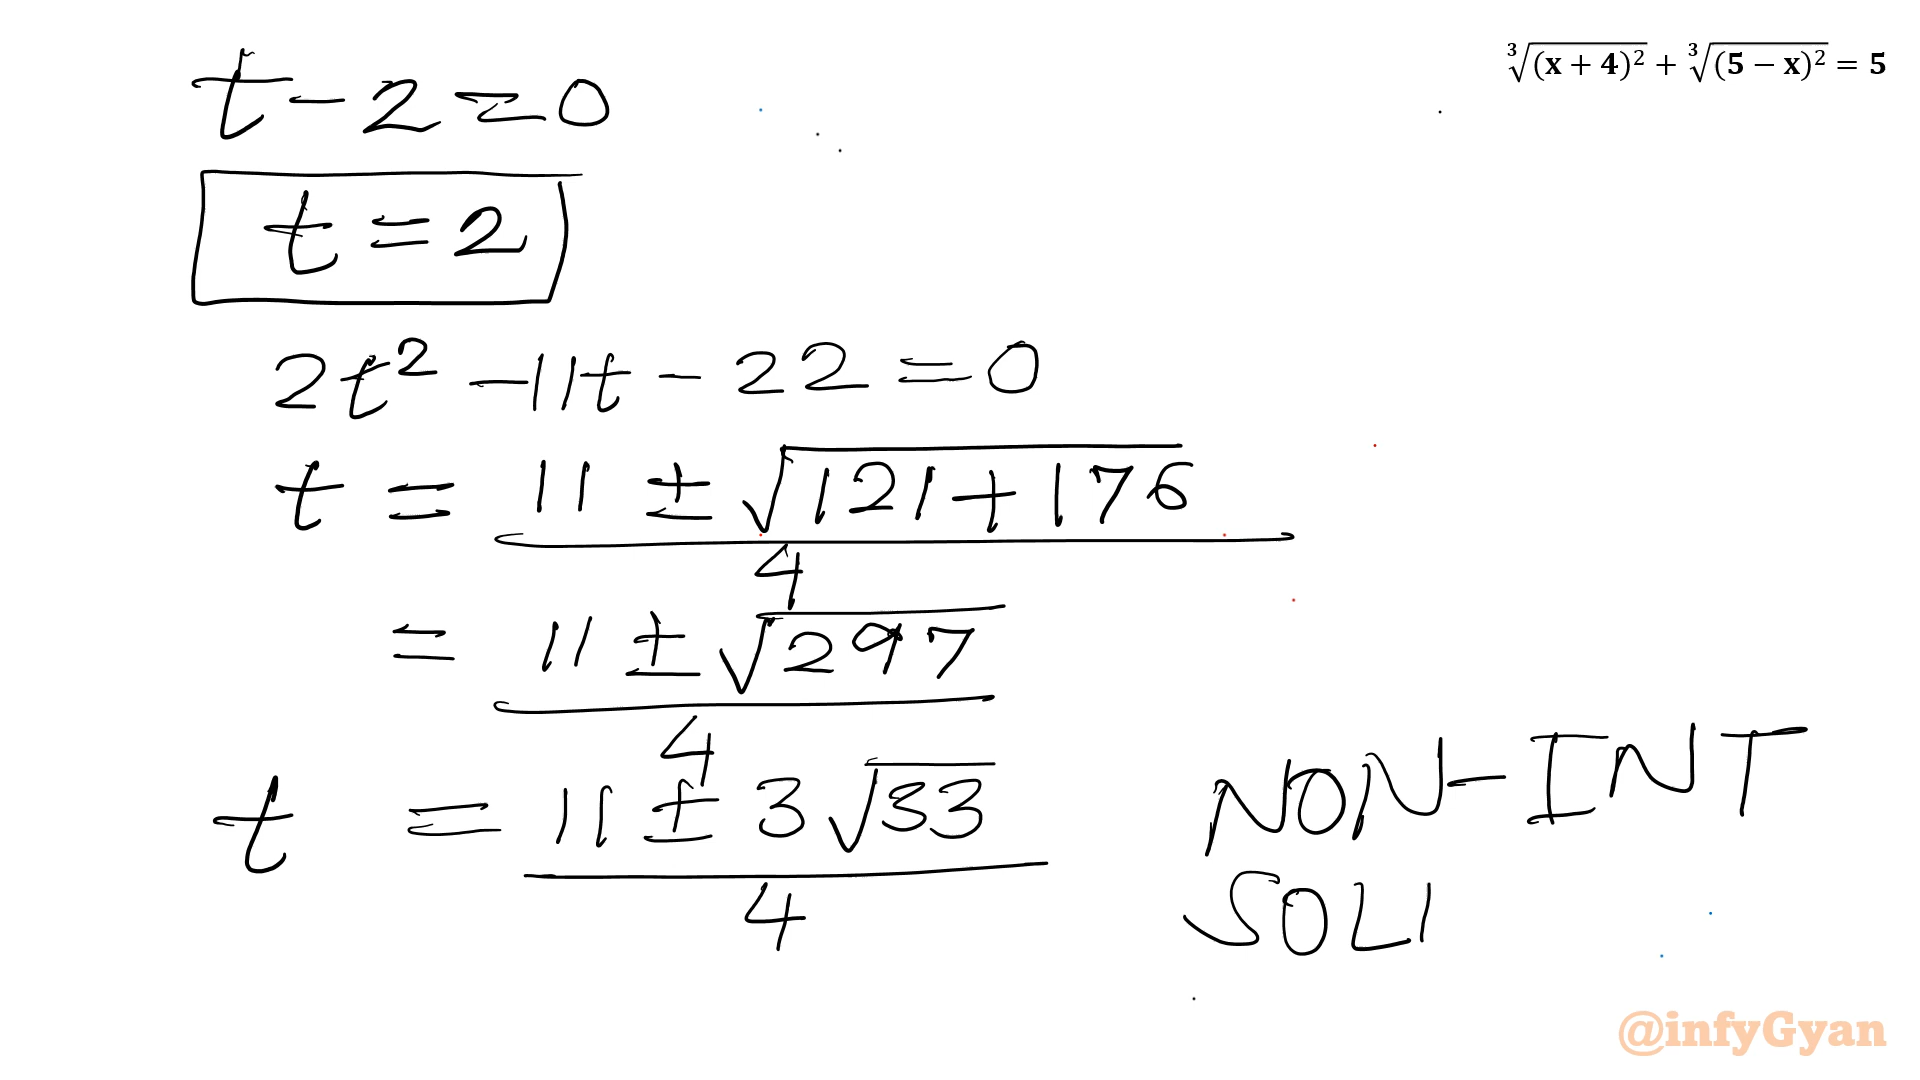 ∛(x + 4)² + ∛(5 − x)² = 5
t − 2 = 0
t = 2
2t² − 11t − 22 = 0
t = (11 ± √(121 + 176)) / 4
= (11 ± √297) / 4
t = (11 ± 3√33) / 4
NON-INT
SOLI
@infyGyan